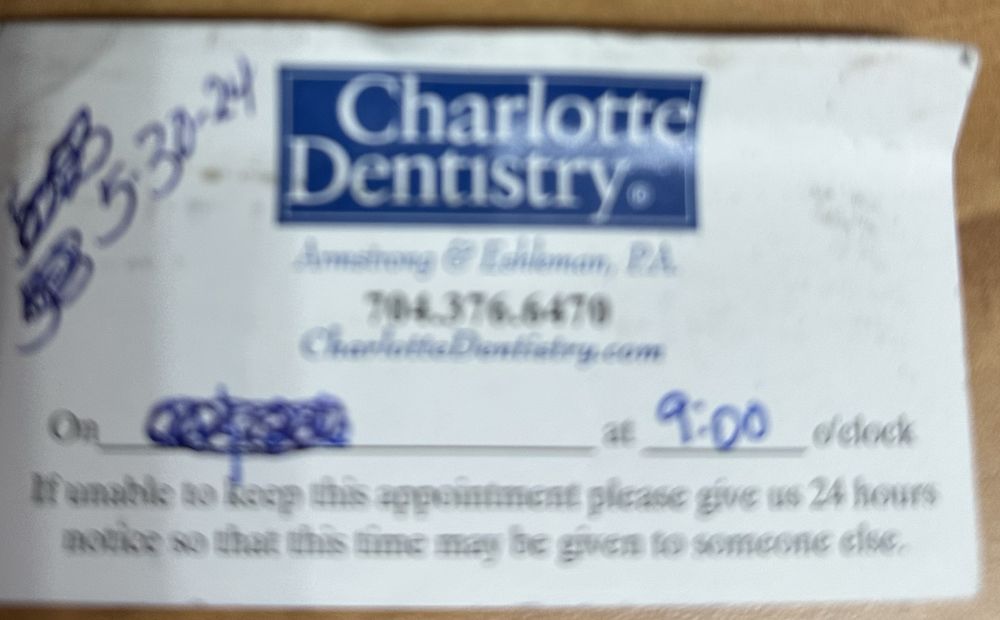 5-30-24
Charlotte
Dentistry®
Armstrong & Eshleman, P.A.
704.376.6470
CharlotteDentistry.com
On at 9:00 o'clock
If unable to keep this appointment please give us 24 hours
notice so that this time may be given to someone else.